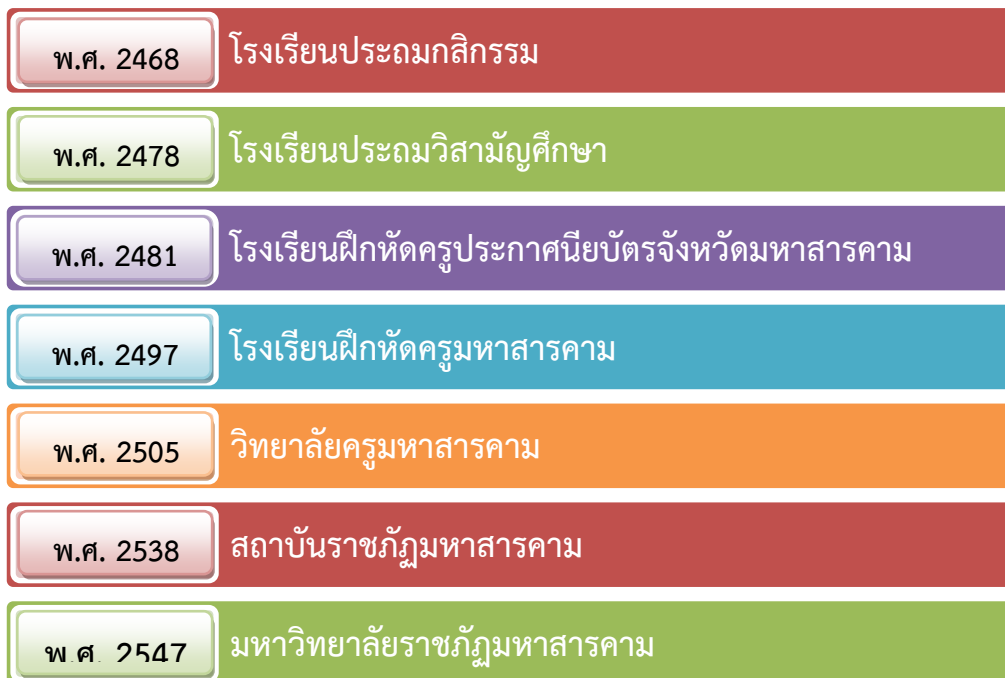 พ.ศ. 2468 โรงเรียนประถมกสิกรรม
พ.ศ. 2478 โรงเรียนประถมวิสามัญศึกษา
พ.ศ. 2481 โรงเรียนฝึกหัดครูประกาศนียบัตรจังหวัดมหาสารคาม
พ.ศ. 2497 โรงเรียนฝึกหัดครูมหาสารคาม
พ.ศ. 2505 วิทยาลัยครูมหาสารคาม
พ.ศ. 2538 สถาบันราชภัฏมหาสารคาม
พ.ศ. 2547 มหาวิทยาลัยราชภัฏมหาสารคาม